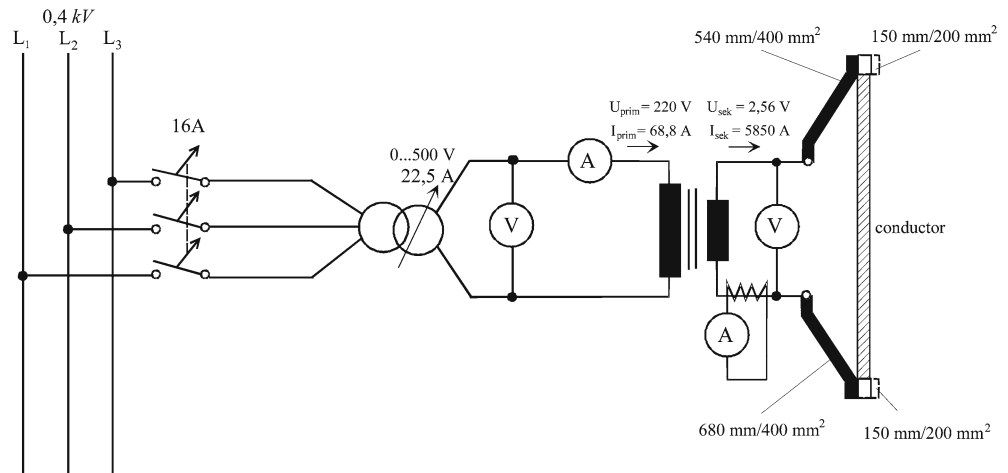 0,4 kV
L1 L2 L3
16A
0...500 V
22,5 A
A
V
Uprim= 220 V
Iprim= 68,8 A
Usek = 2,56 V
Isek = 5850 A
V
A
540 mm/400 mm²
150 mm/200 mm²
conductor
680 mm/400 mm²
150 mm/200 mm²